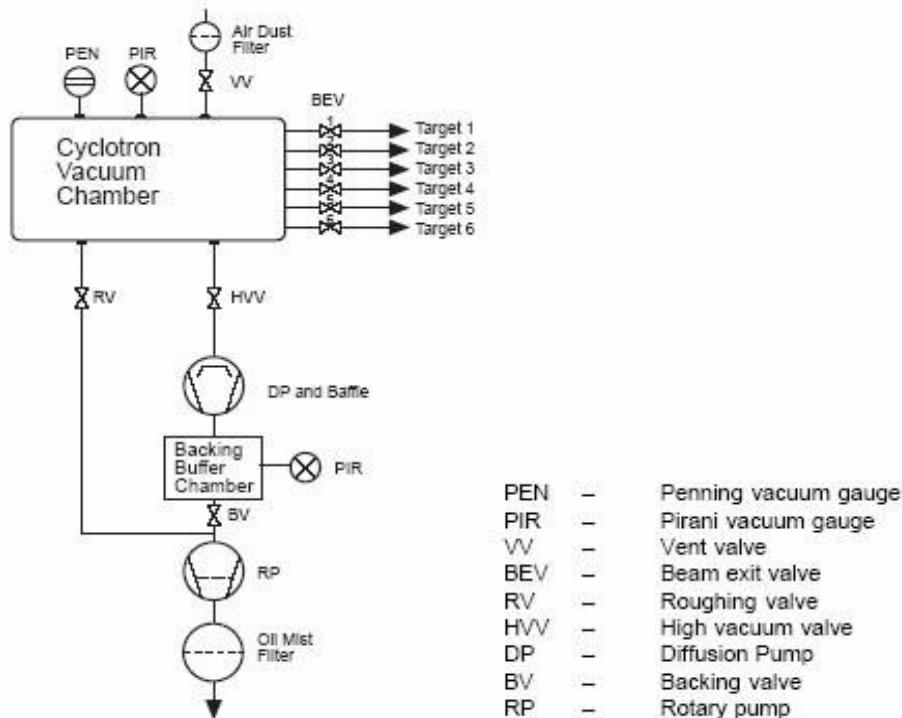 Air Dust
Filter
PEN
PIR
VV
BEV
1
2
3
4
5
6
Target 1
Target 2
Target 3
Target 4
Target 5
Target 6
Cyclotron
Vacuum
Chamber
RV
HVV
DP and Baffle
Backing
Buffer
Chamber
PIR
BV
RP
Oil Mist
Filter
PEN – Penning vacuum gauge
PIR – Pirani vacuum gauge
VV – Vent valve
BEV – Beam exit valve
RV – Roughing valve
HVV – High vacuum valve
DP – Diffusion Pump
BV – Backing valve
RP – Rotary pump